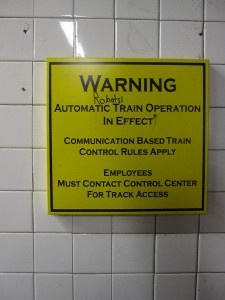 WARNING
Robots!
AUTOMATIC TRAIN OPERATION
IN EFFECT
COMMUNICATION BASED TRAIN
CONTROL RULES APPLY
EMPLOYEES
MUST CONTACT CONTROL CENTER
FOR TRACK ACCESS